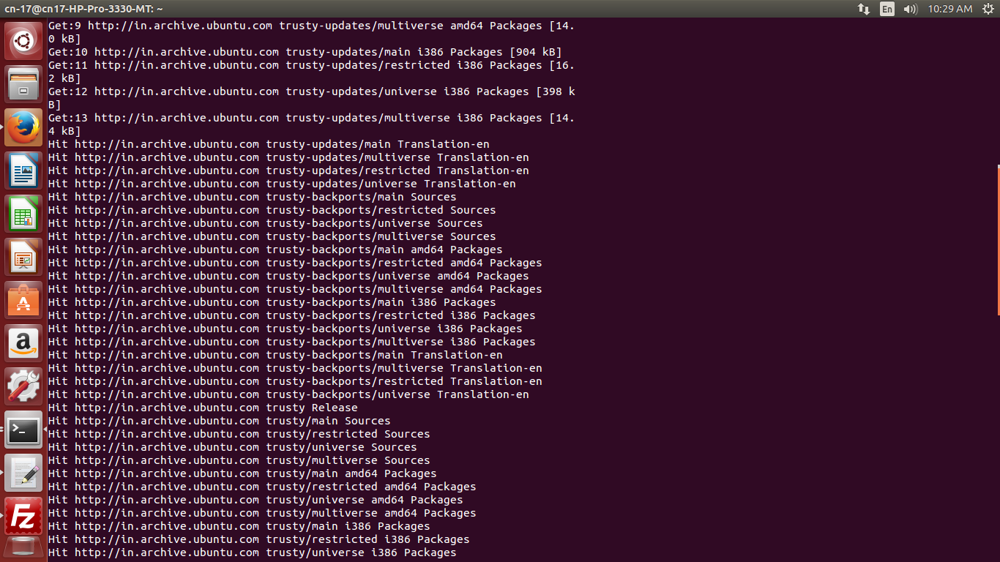 cn-17@cn17-HP-Pro-3330-MT: ~
En
10:29 AM
Get:9 http://in.archive.ubuntu.com trusty-updates/multiverse amd64 Packages [14.
0 kB]
Get:10 http://in.archive.ubuntu.com trusty-updates/main i386 Packages [904 kB]
Get:11 http://in.archive.ubuntu.com trusty-updates/restricted i386 Packages [16.
2 kB]
Get:12 http://in.archive.ubuntu.com trusty-updates/universe i386 Packages [398 k
B]
Get:13 http://in.archive.ubuntu.com trusty-updates/multiverse i386 Packages [14.
4 kB]
Hit http://in.archive.ubuntu.com trusty-updates/main Translation-en
Hit http://in.archive.ubuntu.com trusty-updates/multiverse Translation-en
Hit http://in.archive.ubuntu.com trusty-updates/restricted Translation-en
Hit http://in.archive.ubuntu.com trusty-updates/universe Translation-en
Hit http://in.archive.ubuntu.com trusty-backports/main Sources
Hit http://in.archive.ubuntu.com trusty-backports/restricted Sources
Hit http://in.archive.ubuntu.com trusty-backports/universe Sources
Hit http://in.archive.ubuntu.com trusty-backports/multiverse Sources
Hit http://in.archive.ubuntu.com trusty-backports/main amd64 Packages
Hit http://in.archive.ubuntu.com trusty-backports/restricted amd64 Packages
Hit http://in.archive.ubuntu.com trusty-backports/universe amd64 Packages
Hit http://in.archive.ubuntu.com trusty-backports/multiverse amd64 Packages
Hit http://in.archive.ubuntu.com trusty-backports/main i386 Packages
Hit http://in.archive.ubuntu.com trusty-backports/restricted i386 Packages
Hit http://in.archive.ubuntu.com trusty-backports/universe i386 Packages
Hit http://in.archive.ubuntu.com trusty-backports/multiverse i386 Packages
Hit http://in.archive.ubuntu.com trusty-backports/main Translation-en
Hit http://in.archive.ubuntu.com trusty-backports/multiverse Translation-en
Hit http://in.archive.ubuntu.com trusty-backports/restricted Translation-en
Hit http://in.archive.ubuntu.com trusty-backports/universe Translation-en
Hit http://in.archive.ubuntu.com trusty Release
Hit http://in.archive.ubuntu.com trusty/main Sources
Hit http://in.archive.ubuntu.com trusty/restricted Sources
Hit http://in.archive.ubuntu.com trusty/universe Sources
Hit http://in.archive.ubuntu.com trusty/multiverse Sources
Hit http://in.archive.ubuntu.com trusty/main amd64 Packages
Hit http://in.archive.ubuntu.com trusty/restricted amd64 Packages
Hit http://in.archive.ubuntu.com trusty/universe amd64 Packages
Hit http://in.archive.ubuntu.com trusty/multiverse amd64 Packages
Hit http://in.archive.ubuntu.com trusty/main i386 Packages
Hit http://in.archive.ubuntu.com trusty/restricted i386 Packages
Hit http://in.archive.ubuntu.com trusty/universe i386 Packages
A
a
>_
Fz